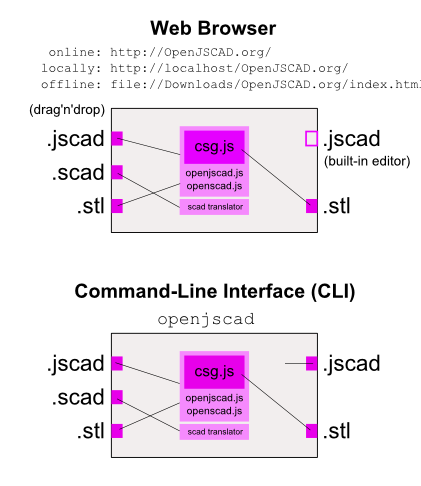 Web Browser
online: http://OpenJSCAD.org/
locally: http://localhost/OpenJSCAD.org/
offline: file://Downloads/OpenJSCAD.org/index.html
(drag'n'drop)
.jscad
csg.js
.jscad
(built-in editor)
.scad
openjscad.js
openscad.js
.stl
scad translator
.stl
Command-Line Interface (CLI)
openjscad
.jscad
csg.js
.jscad
.scad
openjscad.js
openscad.js
.stl
scad translator
.stl